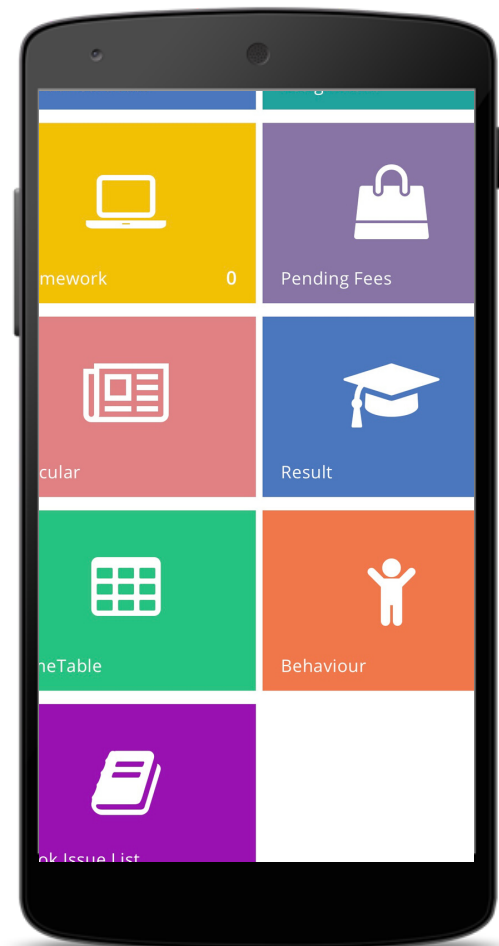 mework 0
Pending Fees
cular
Result
neTable
Behaviour
ok Issue List